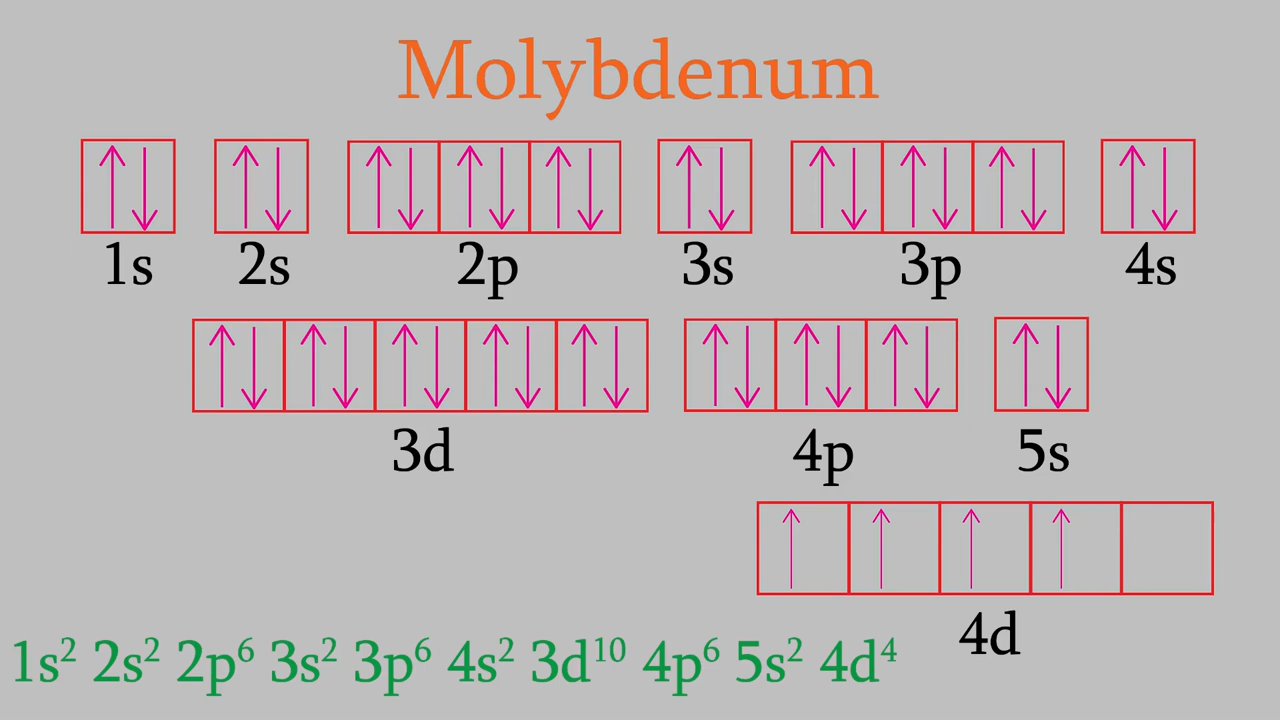 Molybdenum
1s 2s 2p 3s 3p 4s
3d 4p 5s
4d
1s² 2s² 2p⁶ 3s² 3p⁶ 4s² 3d¹⁰ 4p⁶ 5s² 4d⁴